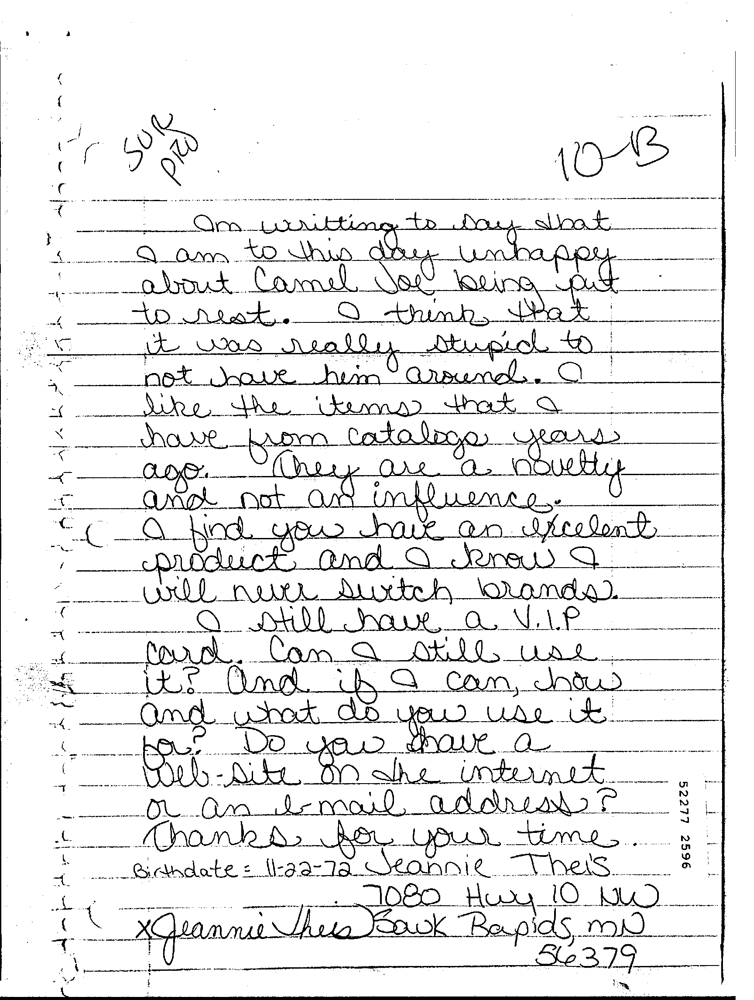 SUR
PRO
10-B
Im writting to say that
I am to this day unhappy
about Camel Joe being put
to rest. I think that
it was really stupid to
not have him around. I
like the items that I
have from catalogs years
ago. They are a novelty
and not an influence.
I find you have an excelent
product and I know I
will never switch brands.
I still have a V.I.P
card. Can I still use
it? And if I can, how
and what do you use it
for? Do you have a
Web-site on the internet
or an e-mail address?
Thanks for your time.
Birthdate = 11-22-72 Jeannie Theis
7080 Hwy 10 NW
x Jeannie Theis Sauk Rapids, MN
56379
52277 2596